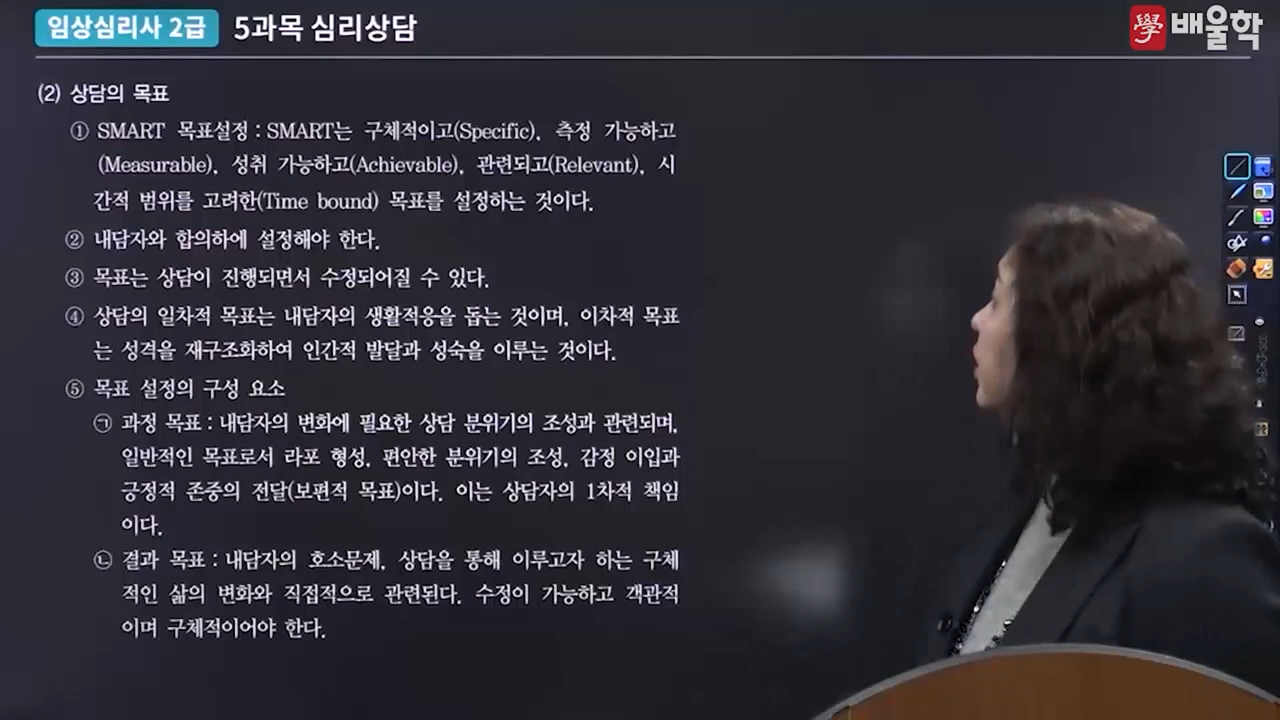 임상심리사 2급 5과목 심리상담
學 배울학
(2) 상담의 목표
① SMART 목표설정 : SMART는 구체적이고(Specific), 측정 가능하고
(Measurable), 성취 가능하고(Achievable), 관련되고(Relevant), 시
간적 범위를 고려한(Time bound) 목표를 설정하는 것이다.
② 내담자와 합의하에 설정해야 한다.
③ 목표는 상담이 진행되면서 수정되어질 수 있다.
④ 상담의 일차적 목표는 내담자의 생활적응을 돕는 것이며, 이차적 목표
는 성격을 재구조화하여 인간적 발달과 성숙을 이루는 것이다.
⑤ 목표 설정의 구성 요소
㉠ 과정 목표 : 내담자의 변화에 필요한 상담 분위기의 조성과 관련되며,
일반적인 목표로서 라포 형성, 편안한 분위기의 조성, 감정 이입과
긍정적 존중의 전달(보편적 목표)이다. 이는 상담자의 1차적 책임
이다.
㉡ 결과 목표 : 내담자의 호소문제, 상담을 통해 이루고자 하는 구체
적인 삶의 변화와 직접적으로 관련된다. 수정이 가능하고 객관적
이며 구체적이어야 한다.